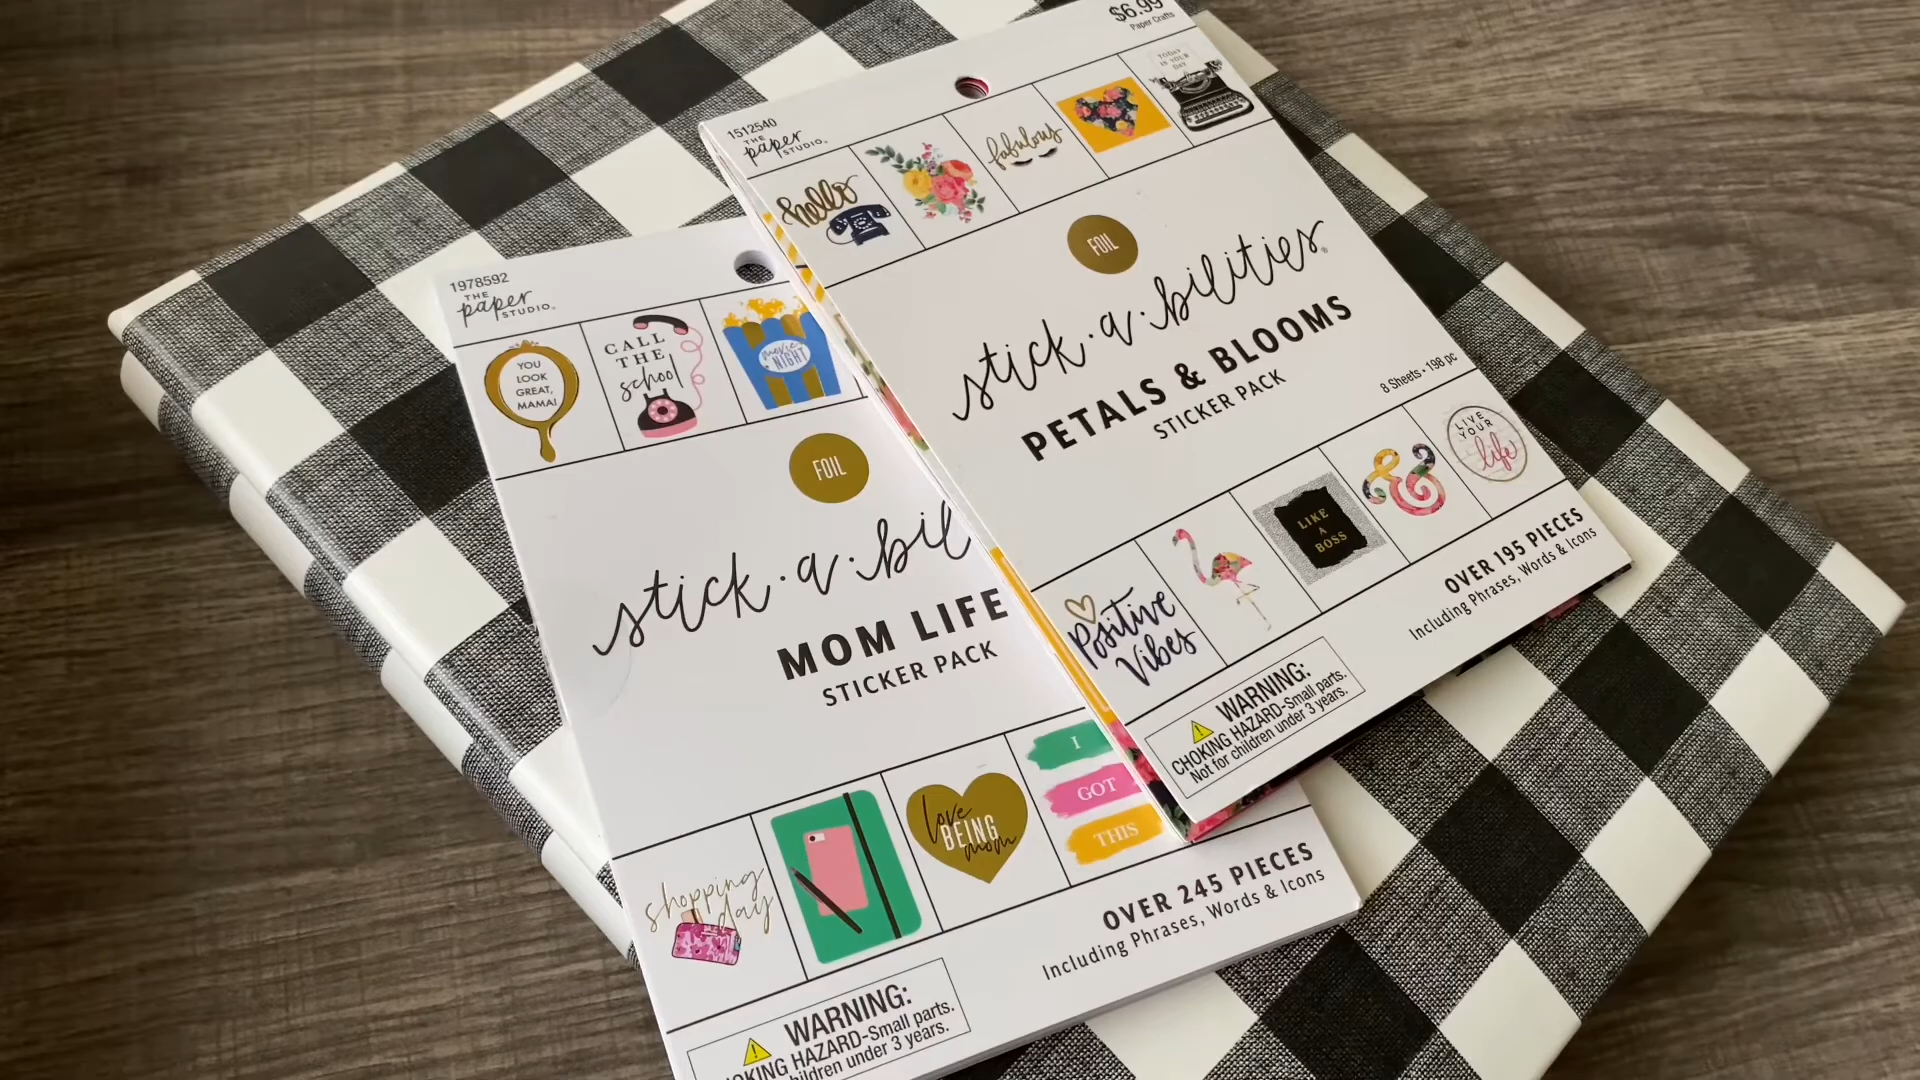 $6.99
Paper Crafts
1512540
THE
paper
STUDIO
hello
fabulous
TODAY
IS YOUR
DAY
FOIL
stick·a·bilities
PETALS & BLOOMS
STICKER PACK
8 Sheets • 198 pc
Positive
Vibes
LIKE
A
BOSS
&
LIVE
YOUR
life
OVER 195 PIECES
Including Phrases, Words & Icons
WARNING:
CHOKING HAZARD-Small parts.
Not for children under 3 years.
1978592
THE
paper
STUDIO
YOU
LOOK
GREAT,
MAMA!
CALL
THE
school
movie
NIGHT
FOIL
stick·a·bil
MOM LIFE
STICKER PACK
shopping
day
love
BEING
mom
I
GOT
THIS
OVER 245 PIECES
Including Phrases, Words & Icons
WARNING:
OKING HAZARD-Small parts.
hildren under 3 years.